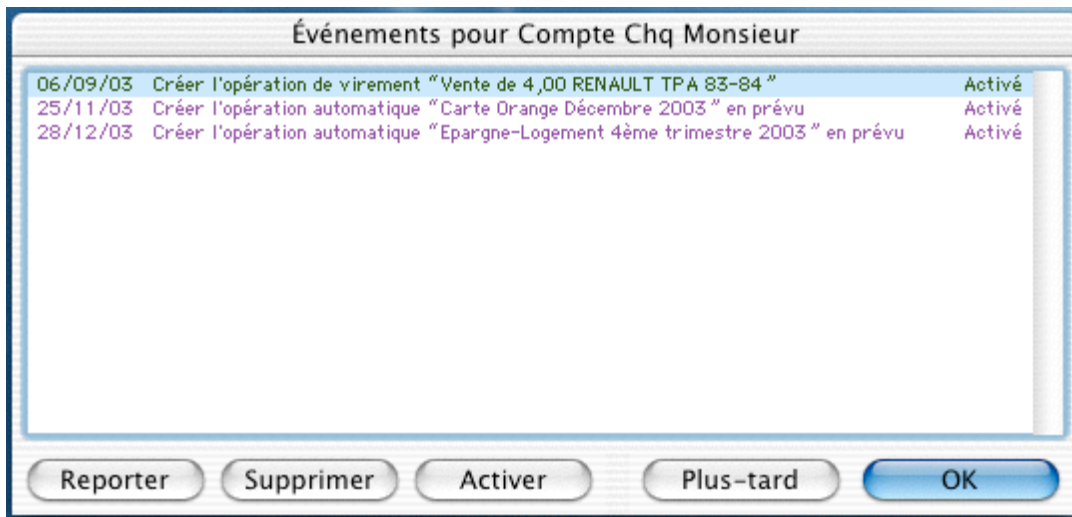 Événements pour Compte Chq Monsieur
06/09/03 Créer l'opération de virement "Vente de 4,00 RENAULT TPA 83-84" Activé
25/11/03 Créer l'opération automatique "Carte Orange Décembre 2003" en prévu Activé
28/12/03 Créer l'opération automatique "Epargne-Logement 4ème trimestre 2003" en prévu Activé
Reporter Supprimer Activer Plus-tard OK